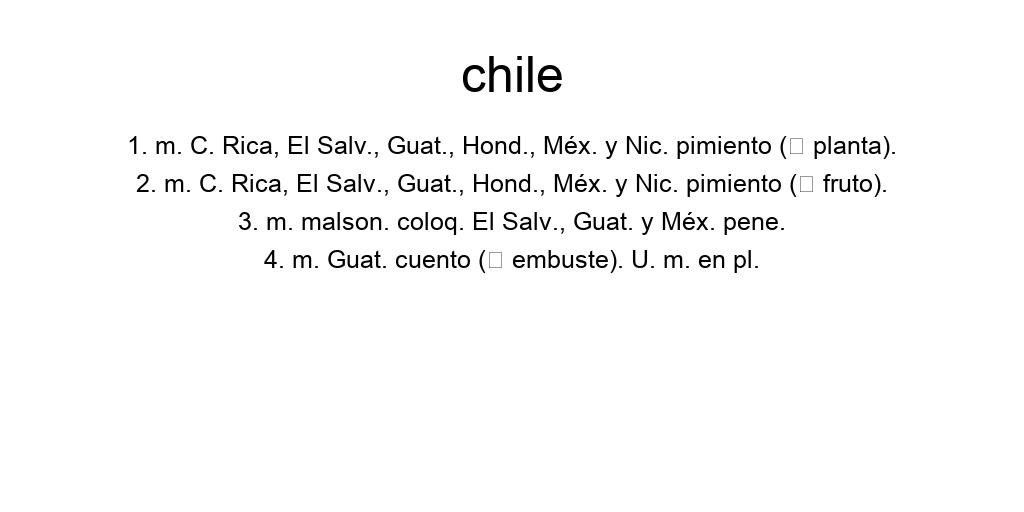 chile
1. m. C. Rica, El Salv., Guat., Hond., Méx. y Nic. pimiento (□ planta).
2. m. C. Rica, El Salv., Guat., Hond., Méx. y Nic. pimiento (□ fruto).
3. m. malson. coloq. El Salv., Guat. y Méx. pene.
4. m. Guat. cuento (□ embuste). U. m. en pl.